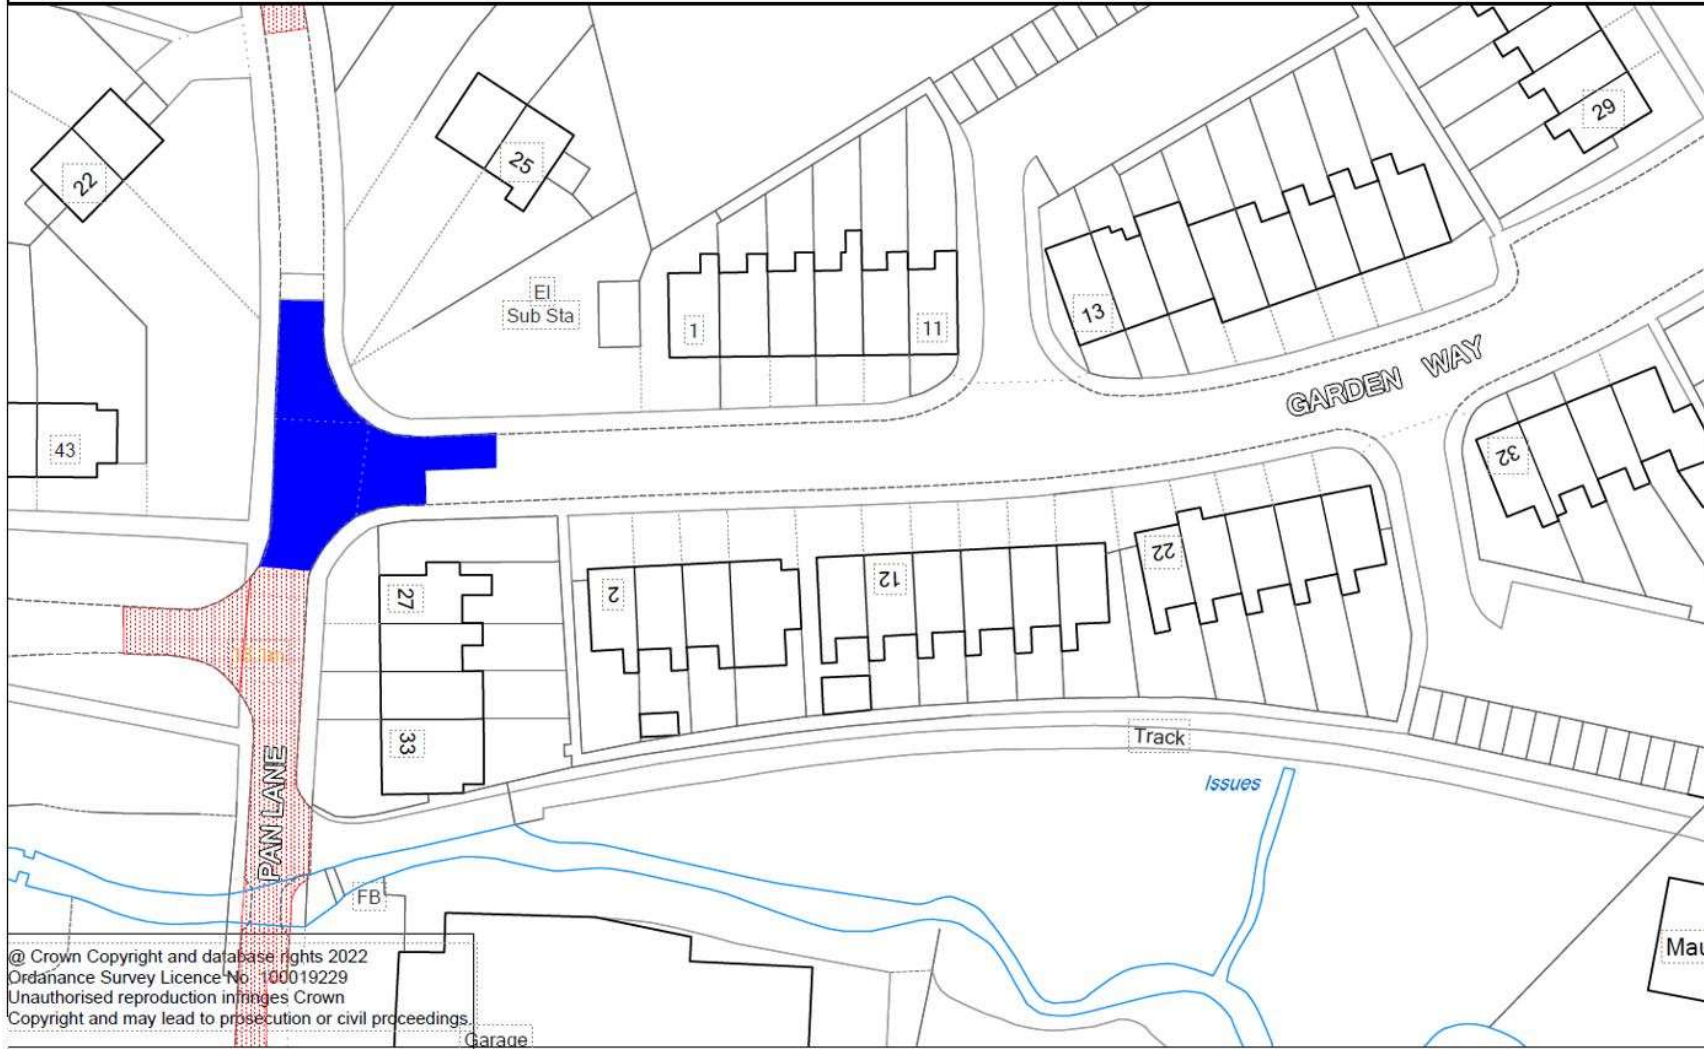 22
25
29
El
Sub Sta
1
11
13
GARDEN WAY
43
32
27
2
12
22
33
PAN LANE
Track
Issues
FB
@ Crown Copyright and database rights 2022
Ordanance Survey Licence No. 100019229
Unauthorised reproduction infringes Crown
Copyright and may lead to prosecution or civil proceedings.
Garage
Mau